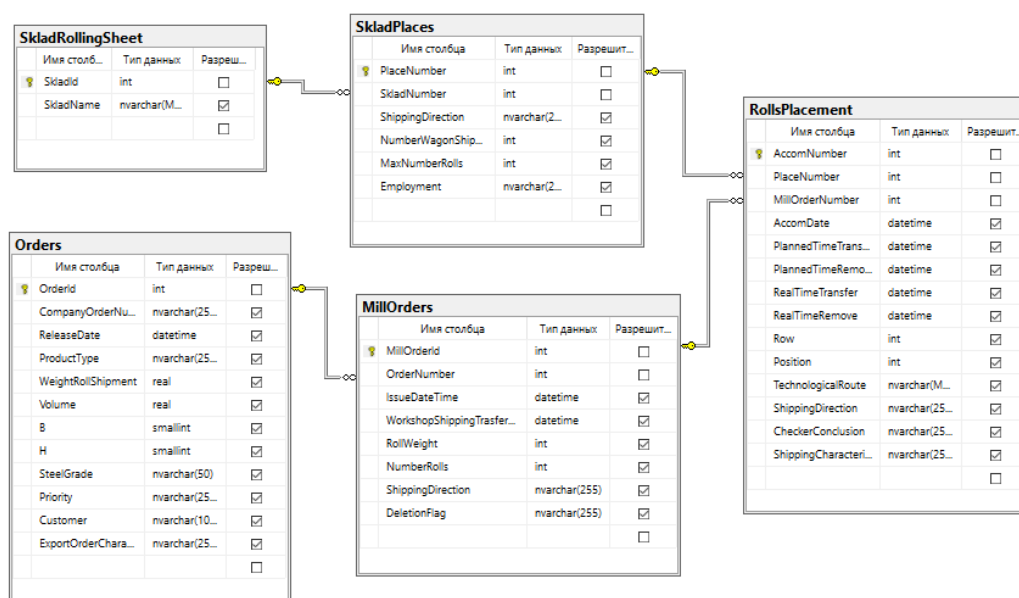 SkladRollingSheet
Имя столб... Тип данных Разреш...
SkladId int
SkladName nvarchar(M...
SkladPlaces
Имя столбца Тип данных Разрешит...
PlaceNumber int
SkladNumber int
ShippingDirection nvarchar(2...
NumberWagonShip... int
MaxNumberRolls int
Employment nvarchar(2...
RollsPlacement
Имя столбца Тип данных Разрешит...
AccomNumber int
PlaceNumber int
MillOrderNumber int
AccomDate datetime
PlannedTimeTrans... datetime
PlannedTimeRemo... datetime
RealTimeTransfer datetime
RealTimeRemove datetime
Row int
Position int
TechnologicalRoute nvarchar(M...
ShippingDirection nvarchar(25...
CheckerConclusion nvarchar(25...
ShippingCharacteri... nvarchar(25...
Orders
Имя столбца Тип данных Разреш...
OrderId int
CompanyOrderNu... nvarchar(25...
ReleaseDate datetime
ProductType nvarchar(25...
WeightRollShipment real
Volume real
B smallint
H smallint
SteelGrade nvarchar(50)
Priority nvarchar(25...
Customer nvarchar(10...
ExportOrderChara... nvarchar(25...
MillOrders
Имя столбца Тип данных Разрешит...
MillOrderId int
OrderNumber int
IssueDateTime datetime
WorkshopShippingTrasfer... datetime
RollWeight int
NumberRolls int
ShippingDirection nvarchar(255)
DeletionFlag nvarchar(255)